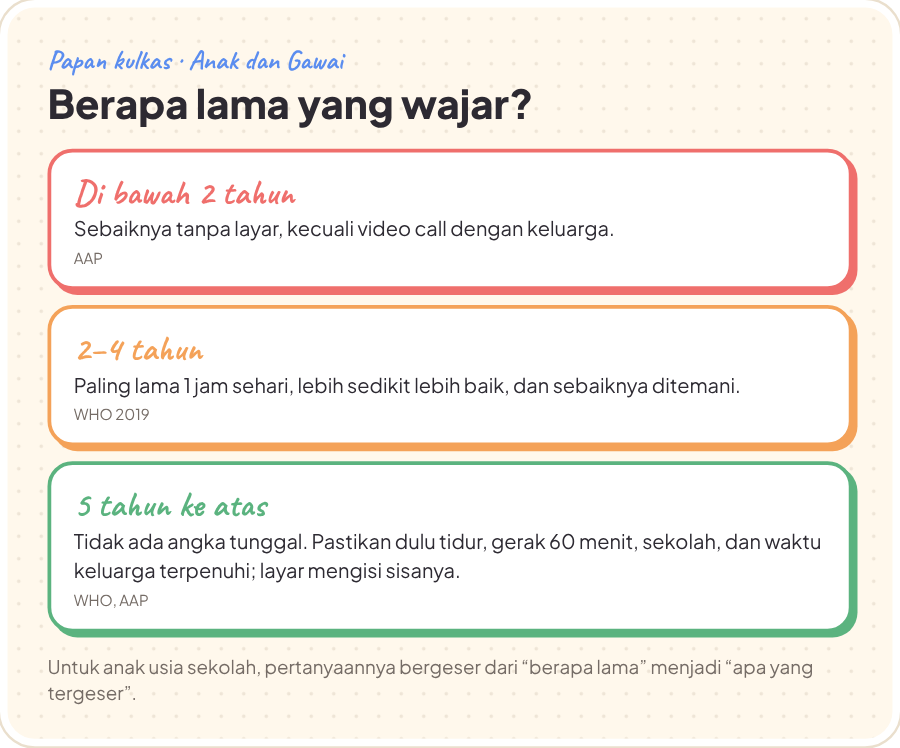 Papan kulkas · Anak dan Gawai
Berapa lama yang wajar?
Di bawah 2 tahun
Sebaiknya tanpa layar, kecuali video call dengan keluarga.
AAP
2–4 tahun
Paling lama 1 jam sehari, lebih sedikit lebih baik, dan sebaiknya ditemani.
WHO 2019
5 tahun ke atas
Tidak ada angka tunggal. Pastikan dulu tidur, gerak 60 menit, sekolah, dan waktu
keluarga terpenuhi; layar mengisi sisanya.
WHO, AAP
Untuk anak usia sekolah, pertanyaannya bergeser dari “berapa lama” menjadi “apa yang
tergeser”.